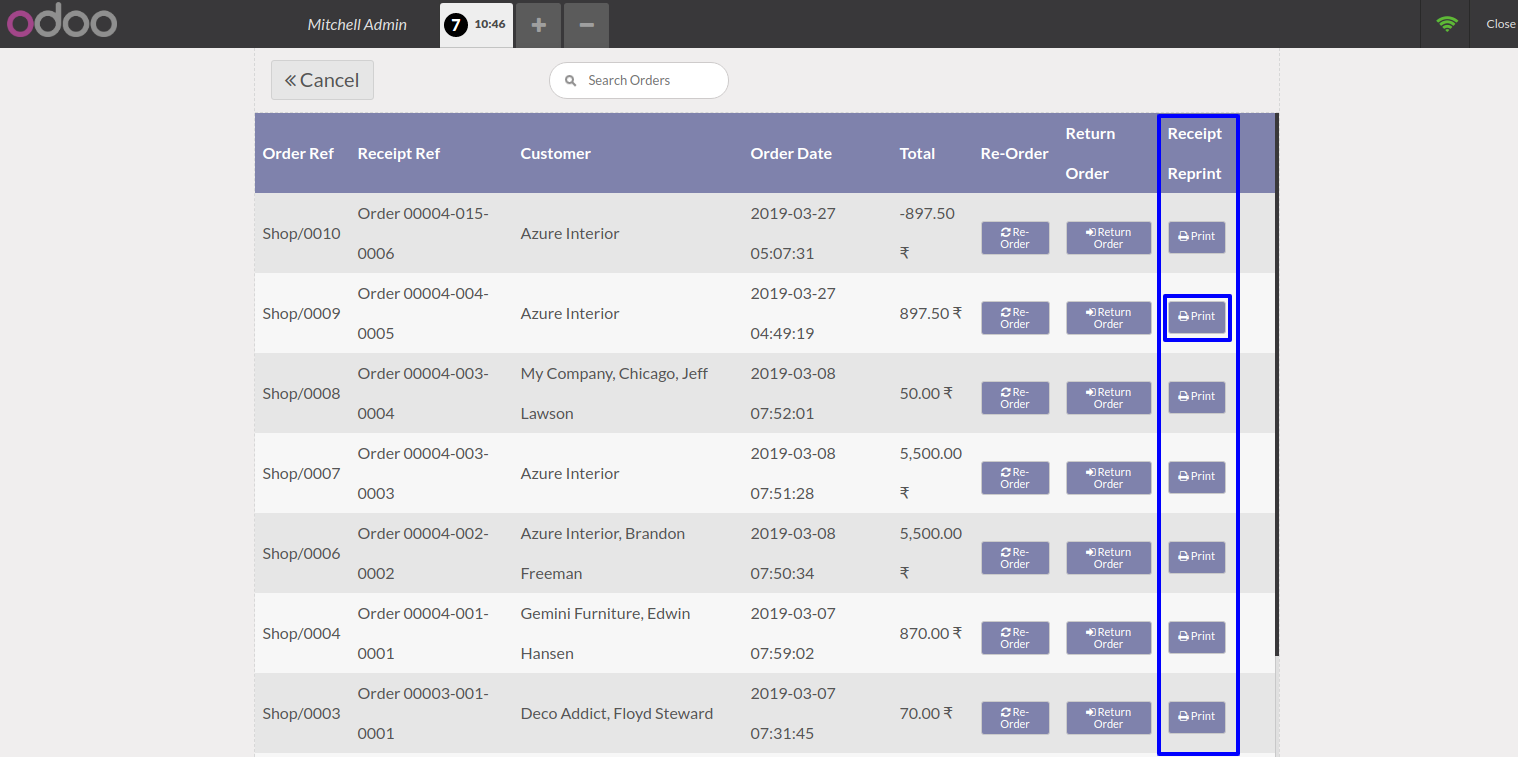 odoo Mitchell Admin 7 10:46 + − Close
Cancel Search Orders
Order Ref Receipt Ref Customer Order Date Total Re-Order Return Order Receipt Reprint
Shop/0010 Order 00004-015-0006 Azure Interior 2019-03-27 05:07:31 -897.50 ₹ Re-Order Return Order Print
Shop/0009 Order 00004-004-0005 Azure Interior 2019-03-27 04:49:19 897.50 ₹ Re-Order Return Order Print
Shop/0008 Order 00004-003-0004 My Company, Chicago, Jeff Lawson 2019-03-08 07:52:01 50.00 ₹ Re-Order Return Order Print
Shop/0007 Order 00004-003-0003 Azure Interior 2019-03-08 07:51:28 5,500.00 ₹ Re-Order Return Order Print
Shop/0006 Order 00004-002-0002 Azure Interior, Brandon Freeman 2019-03-08 07:50:34 5,500.00 ₹ Re-Order Return Order Print
Shop/0004 Order 00004-001-0001 Gemini Furniture, Edwin Hansen 2019-03-07 07:59:02 870.00 ₹ Re-Order Return Order Print
Shop/0003 Order 00003-001-0001 Deco Addict, Floyd Steward 2019-03-07 07:31:45 70.00 ₹ Re-Order Return Order Print